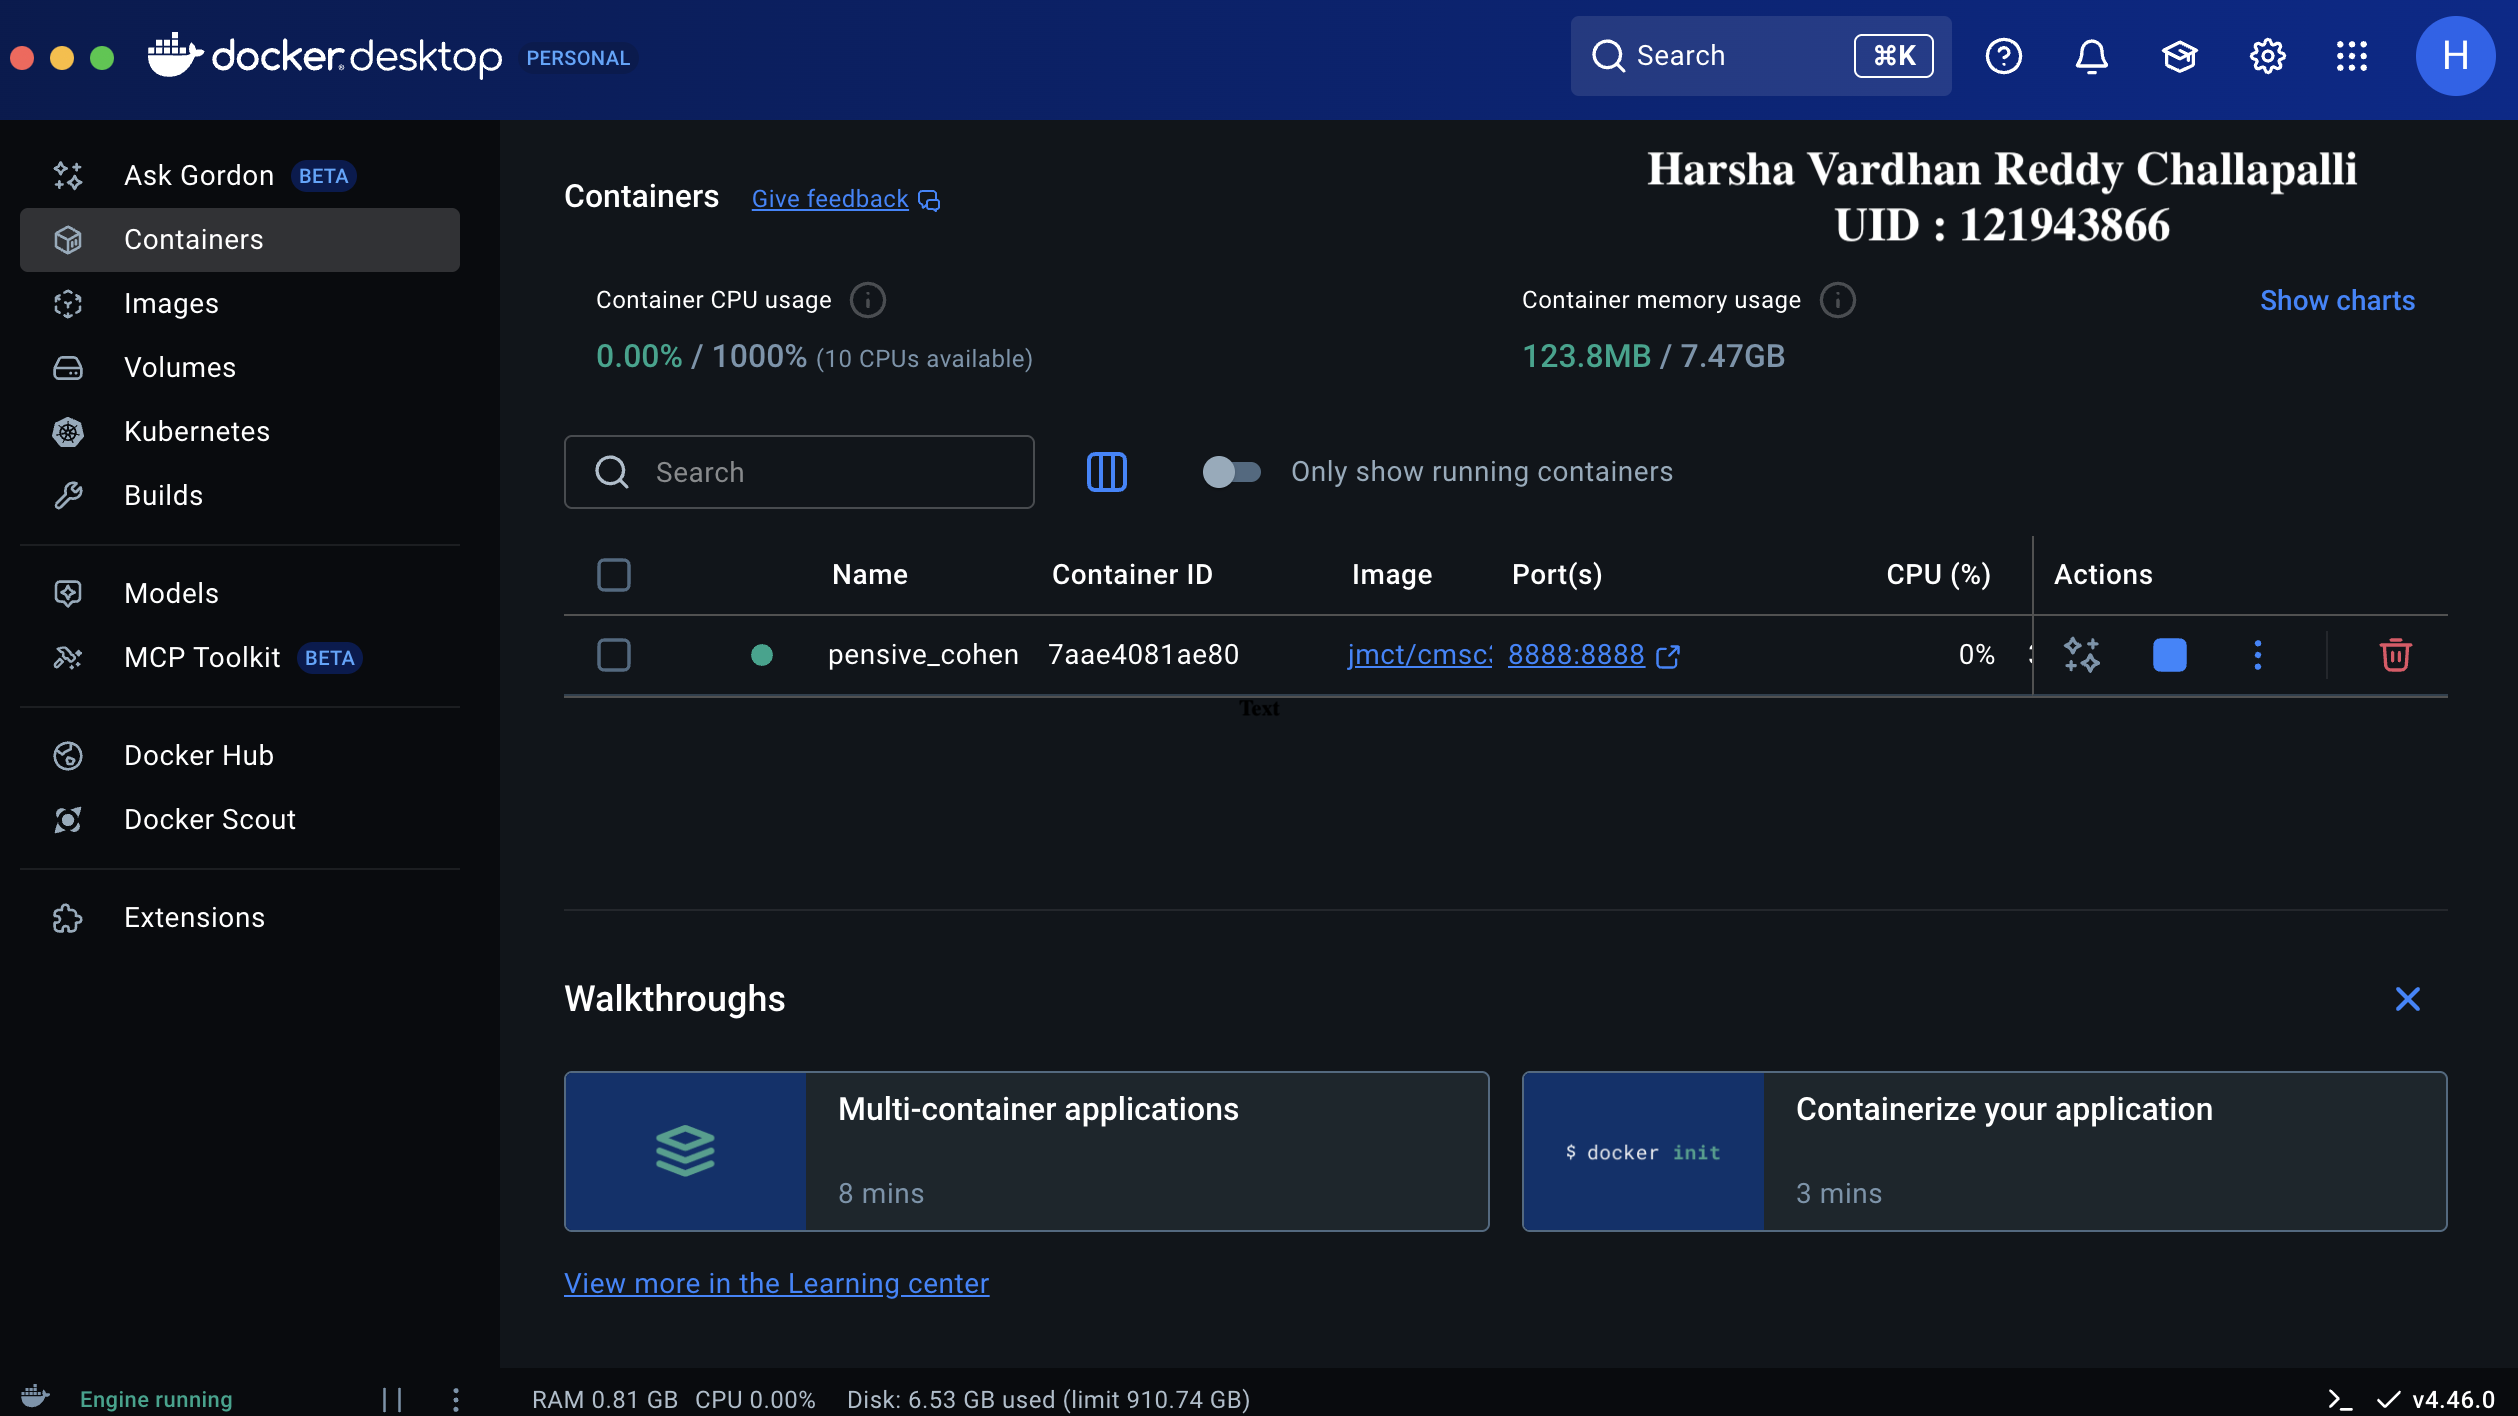 docker.desktop PERSONAL
Search ⌘K
H
Ask Gordon BETA
Containers
Images
Volumes
Kubernetes
Builds
Models
MCP Toolkit BETA
Docker Hub
Docker Scout
Extensions
Containers Give feedback
Harsha Vardhan Reddy Challapalli
UID : 121943866
Container CPU usage
0.00% / 1000% (10 CPUs available)
Container memory usage
123.8MB / 7.47GB
Show charts
Search
Only show running containers
Name Container ID Image Port(s) CPU (%) Actions
pensive_cohen 7aae4081ae80 jmct/cmsc 8888:8888 0%
Text
Walkthroughs
Multi-container applications
8 mins
$ docker init
Containerize your application
3 mins
View more in the Learning center
Engine running
RAM 0.81 GB CPU 0.00% Disk: 6.53 GB used (limit 910.74 GB)
>_ v4.46.0